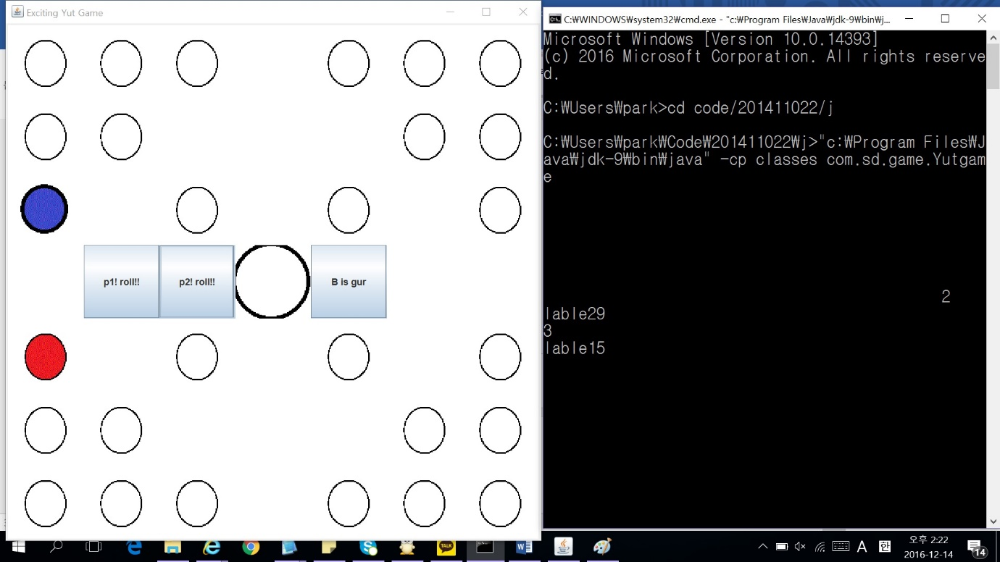 Exciting Yut Game
p1! roll!!
p2! roll!!
B is gur
C:₩WINDOWS₩system32₩cmd.exe - "c:₩Program Files₩Java₩jdk-9₩bin₩j...
Microsoft Windows [Version 10.0.14393]
(c) 2016 Microsoft Corporation. All rights reserve
d.
C:₩Users₩park>cd code/201411022/j
C:₩Users₩park₩Code₩201411022₩j>"c:₩Program Files₩J
ava₩jdk-9₩bin₩java" -cp classes com.sd.game.Yutgam
e
2
lable29
3
lable15
TALK
A
한
오후 2:22
2016-12-14
14